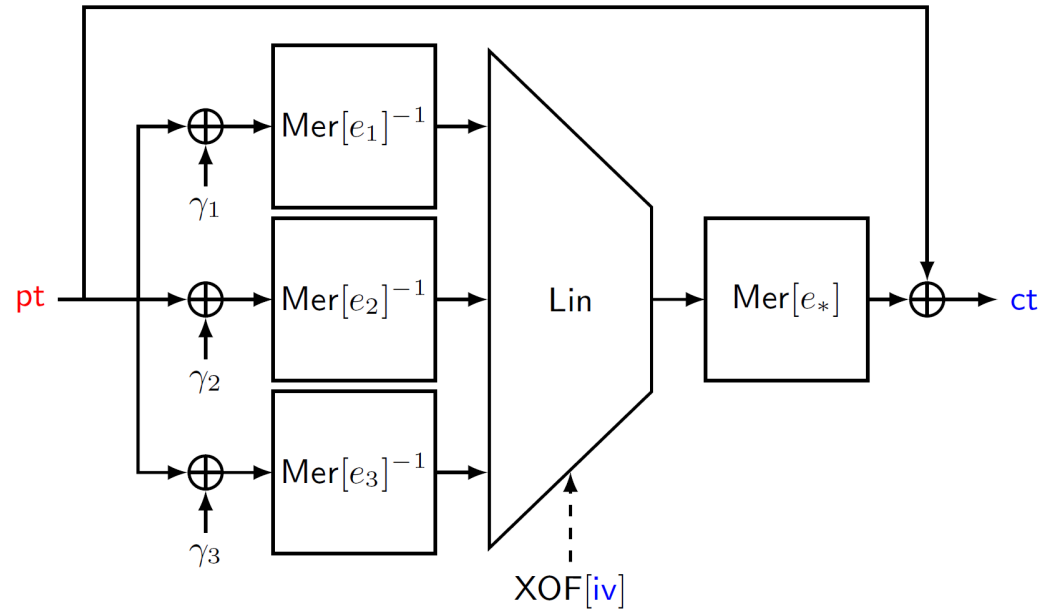 Mer[e₁]⁻¹
γ₁
pt
Mer[e₂]⁻¹
Lin
Mer[e∗]
ct
γ₂
Mer[e₃]⁻¹
γ₃
XOF[iv]